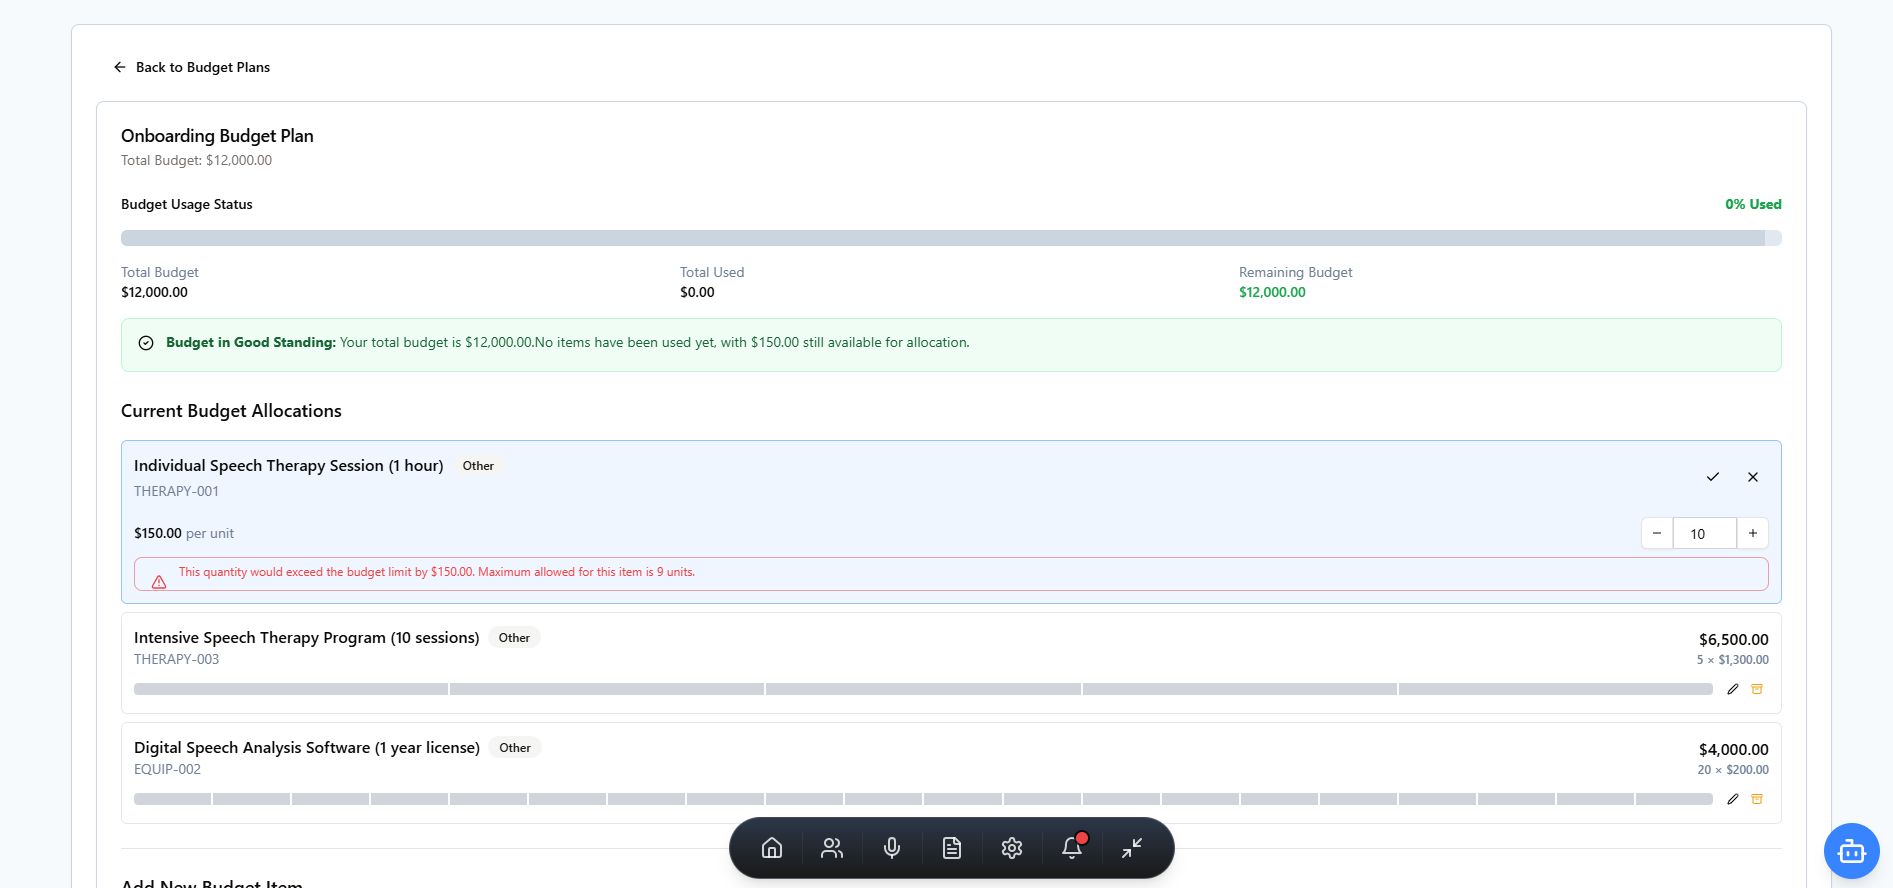 Back to Budget Plans
Onboarding Budget Plan
Total Budget: $12,000.00
Budget Usage Status
0% Used
Total Budget
$12,000.00
Total Used
$0.00
Remaining Budget
$12,000.00
Budget in Good Standing: Your total budget is $12,000.00.No items have been used yet, with $150.00 still available for allocation.
Current Budget Allocations
Individual Speech Therapy Session (1 hour)
Other
THERAPY-001
$150.00 per unit
10
This quantity would exceed the budget limit by $150.00. Maximum allowed for this item is 9 units.
Intensive Speech Therapy Program (10 sessions)
Other
THERAPY-003
$6,500.00
5 × $1,300.00
Digital Speech Analysis Software (1 year license)
Other
EQUIP-002
$4,000.00
20 × $200.00
Add New Budget Item